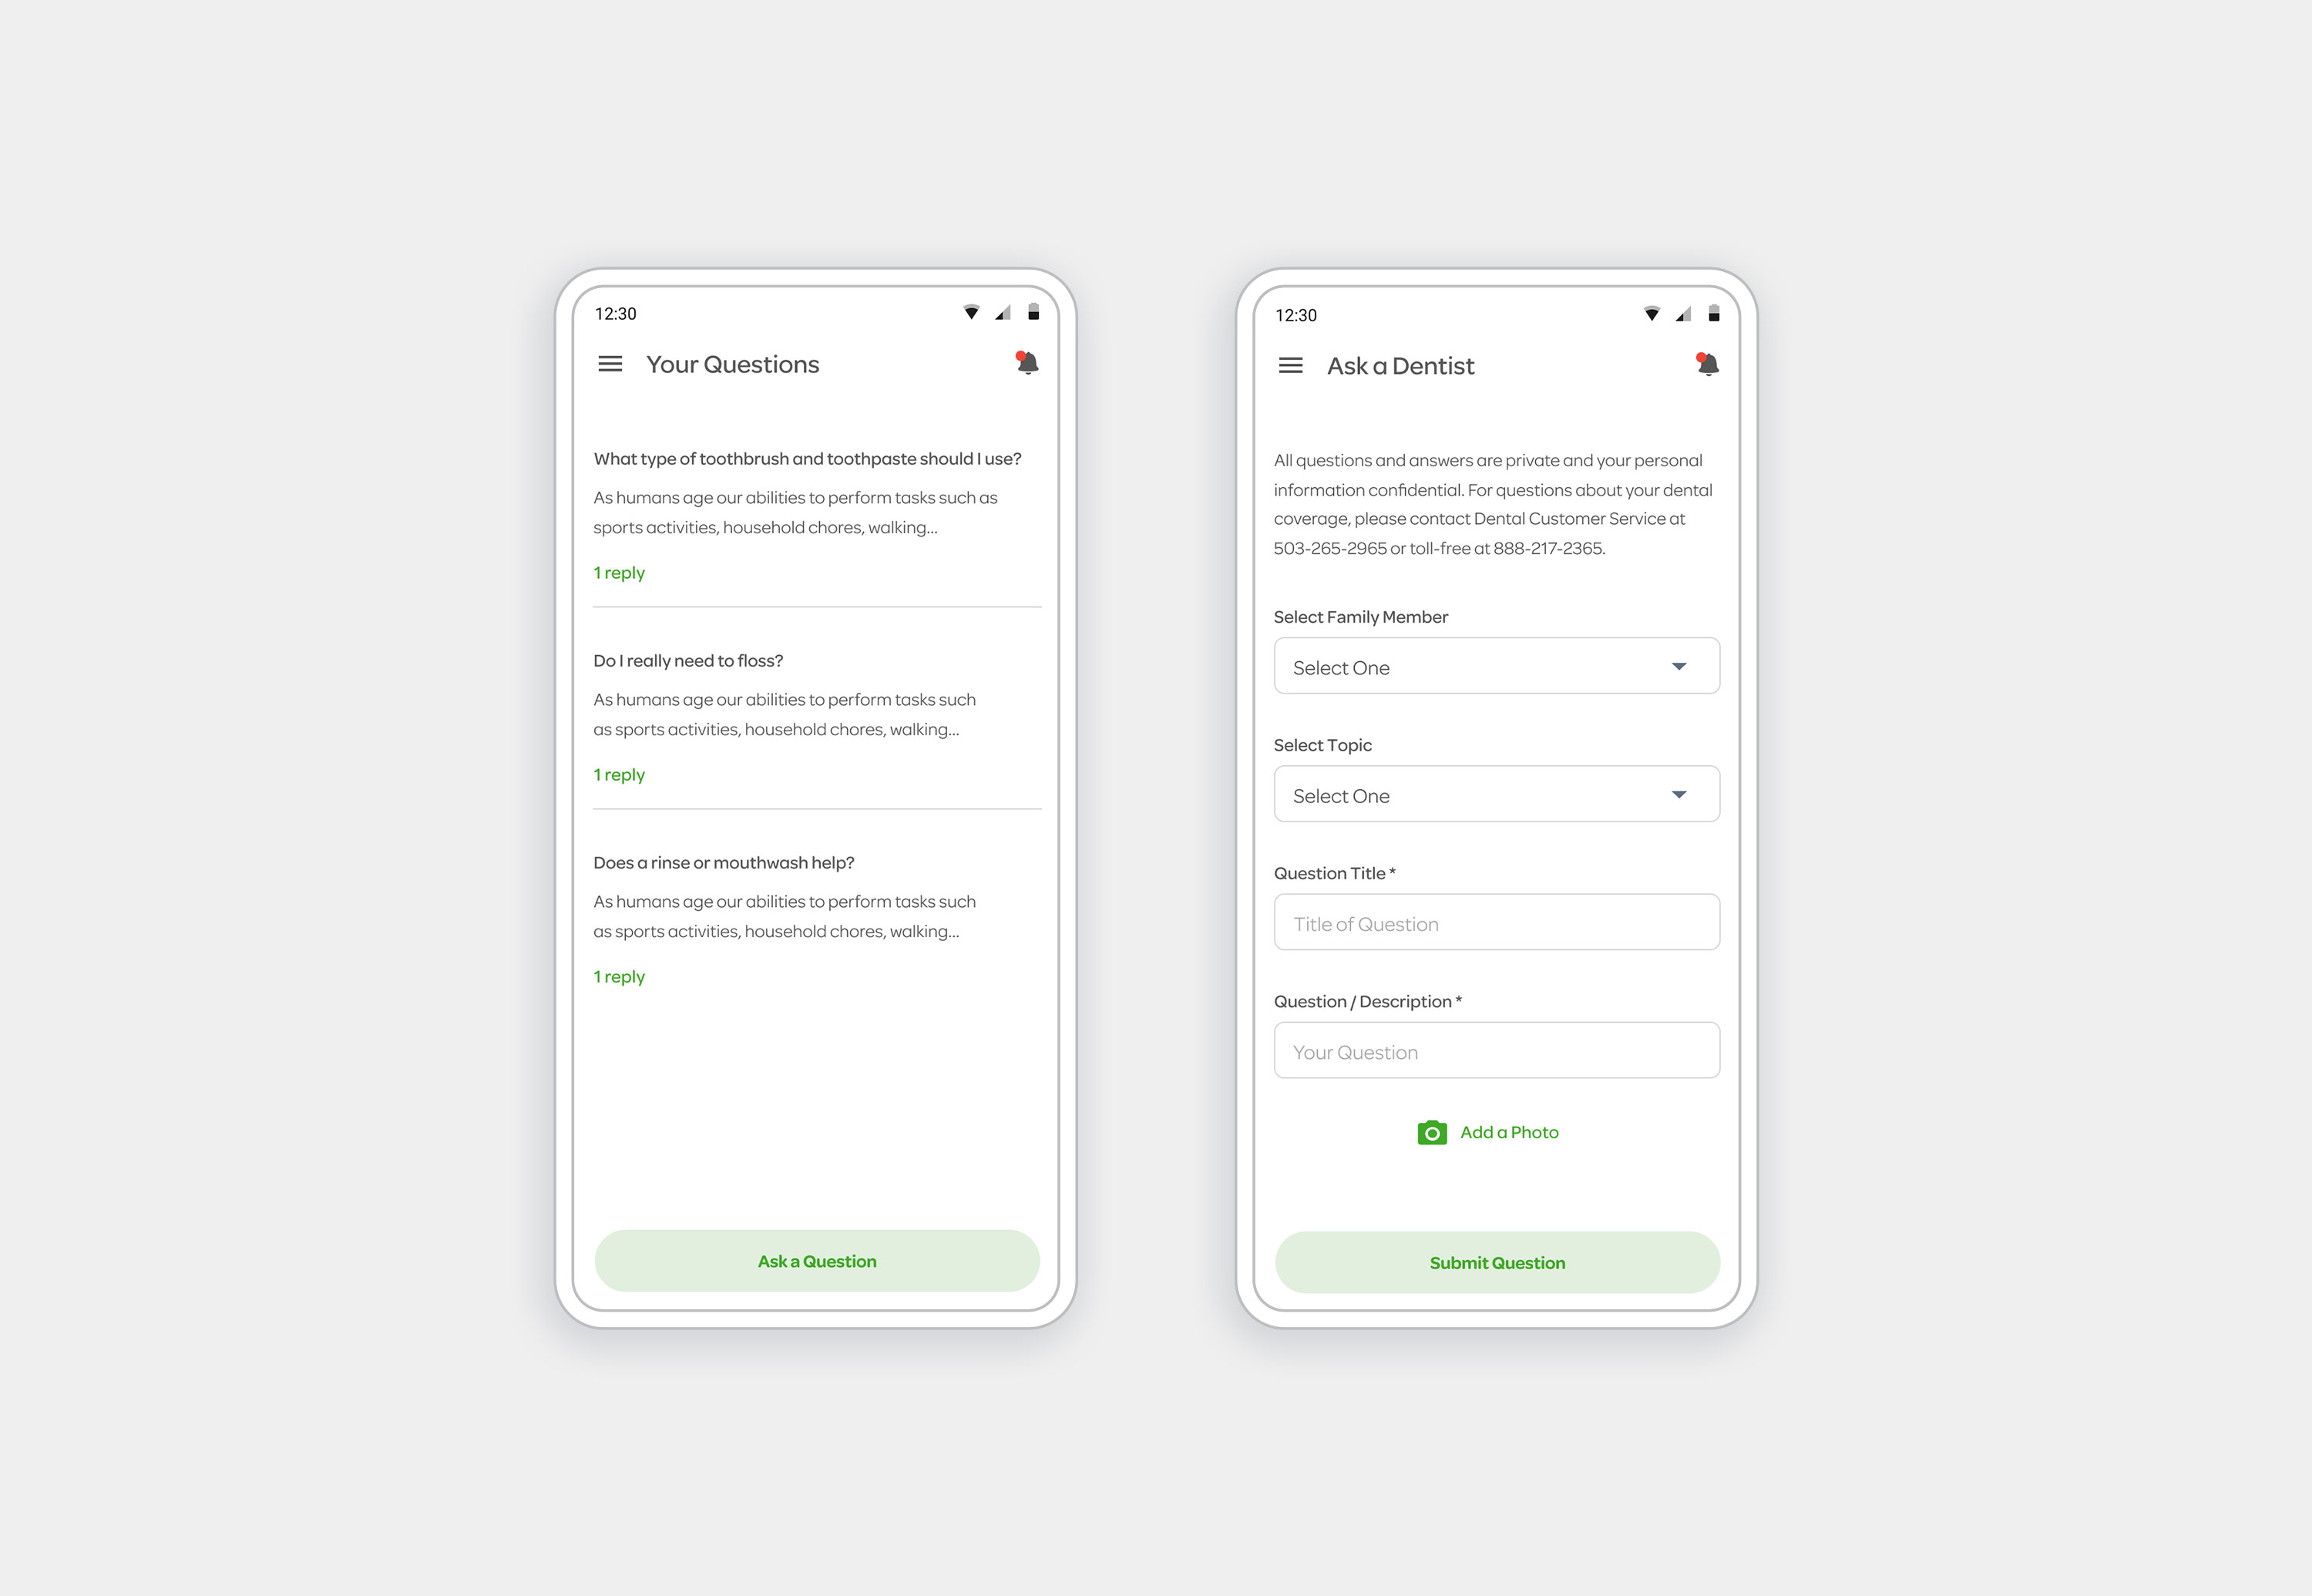 12:30
Your Questions
What type of toothbrush and toothpaste should I use?
As humans age our abilities to perform tasks such as
sports activities, household chores, walking...
1 reply
Do I really need to floss?
As humans age our abilities to perform tasks such
as sports activities, household chores, walking...
1 reply
Does a rinse or mouthwash help?
As humans age our abilities to perform tasks such
as sports activities, household chores, walking...
1 reply
Ask a Question
12:30
Ask a Dentist
All questions and answers are private and your personal
information confidential. For questions about your dental
coverage, please contact Dental Customer Service at
503-265-2965 or toll-free at 888-217-2365.
Select Family Member
Select One
Select Topic
Select One
Question Title *
Title of Question
Question / Description *
Your Question
Add a Photo
Submit Question